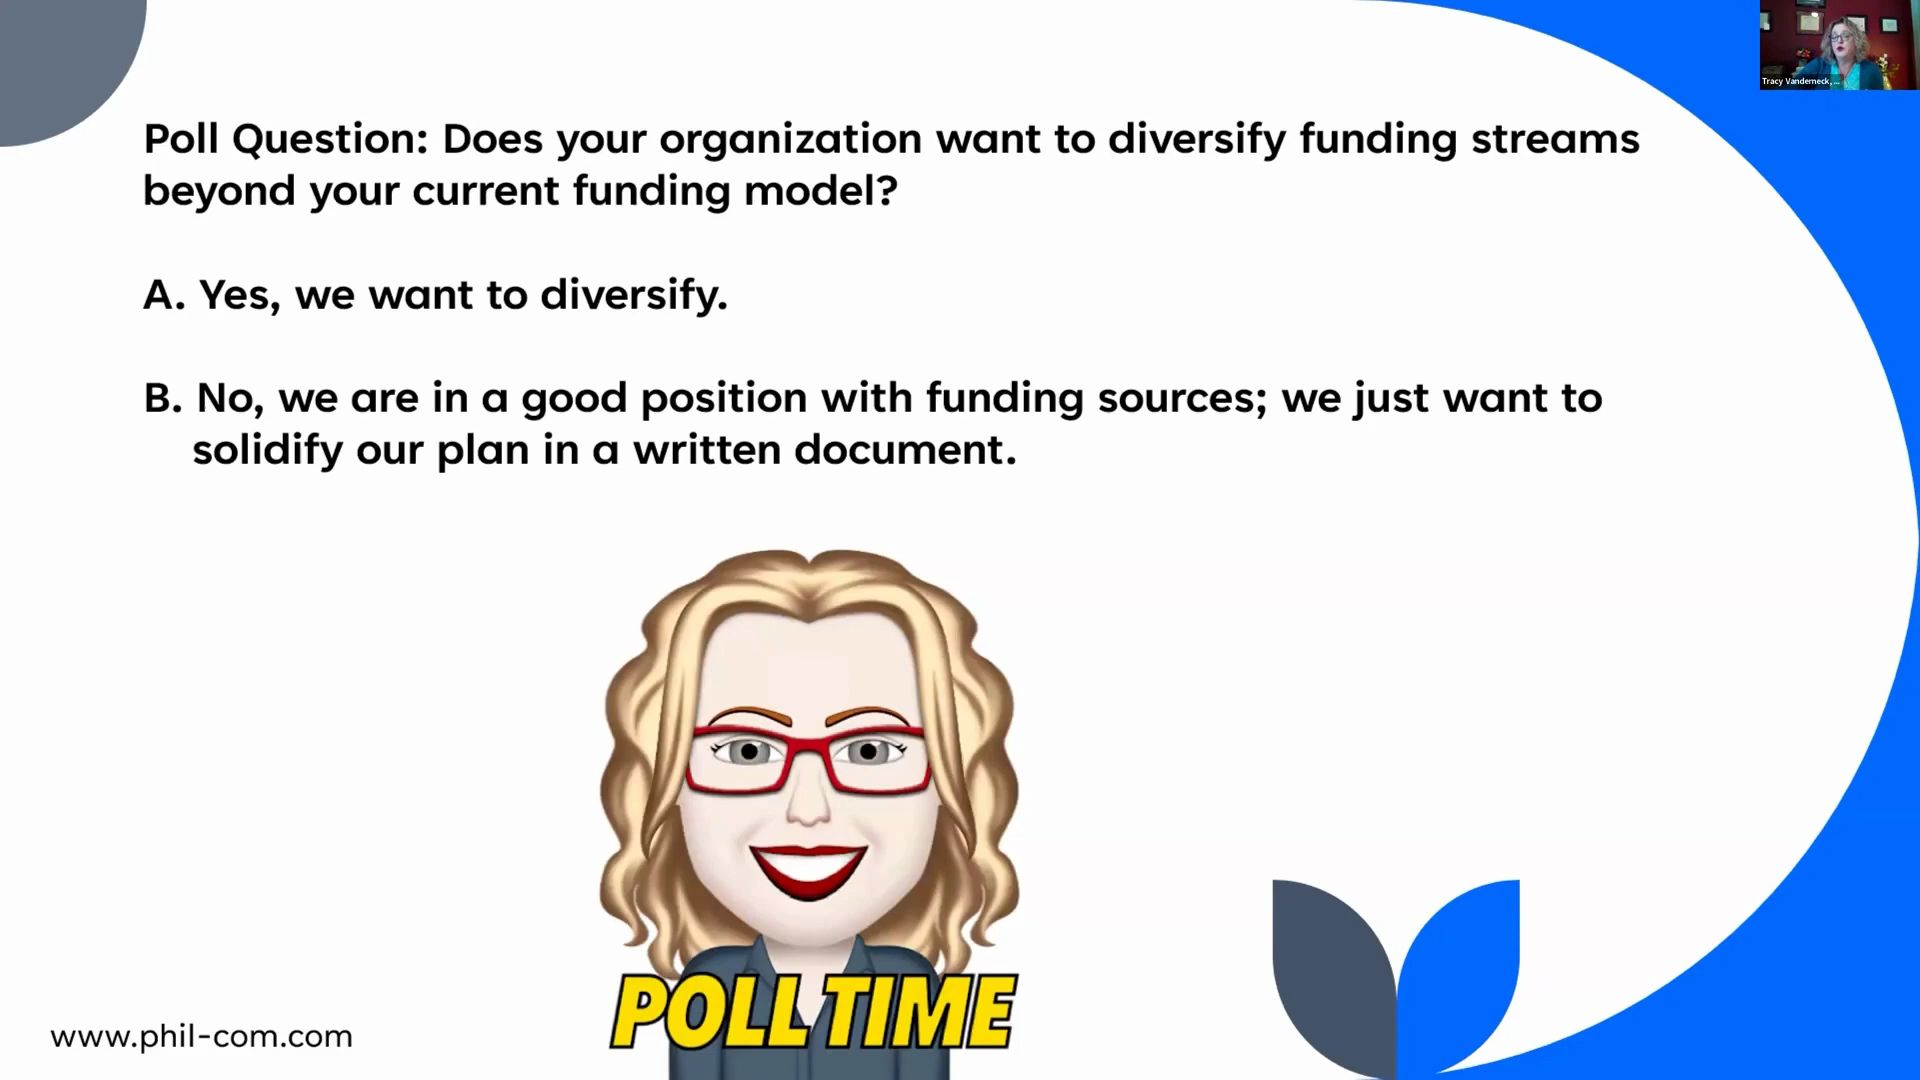 Tracy Vanderneck, ...
Poll Question: Does your organization want to diversify funding streams
beyond your current funding model?
A. Yes, we want to diversify.
B. No, we are in a good position with funding sources; we just want to
solidify our plan in a written document.
POLL TIME
www.phil-com.com